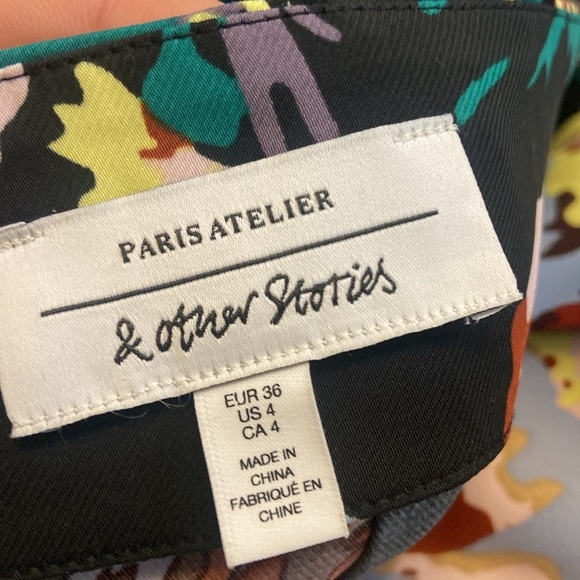 PARIS ATELIER
& other Stories
EUR 36
US 4
CA 4
MADE IN
CHINA
FABRIQUÉ EN
CHINE